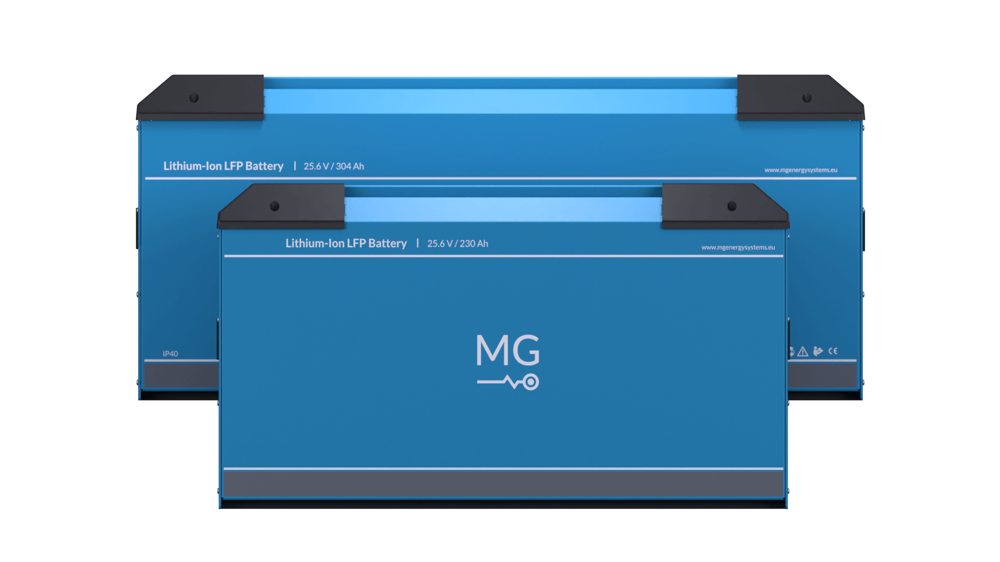 Lithium-Ion LFP Battery | 25.6 V / 304 Ah
www.mgenergysystems.eu
Lithium-Ion LFP Battery | 25.6 V / 230 Ah
www.mgenergysystems.eu
MG
IP40
CE